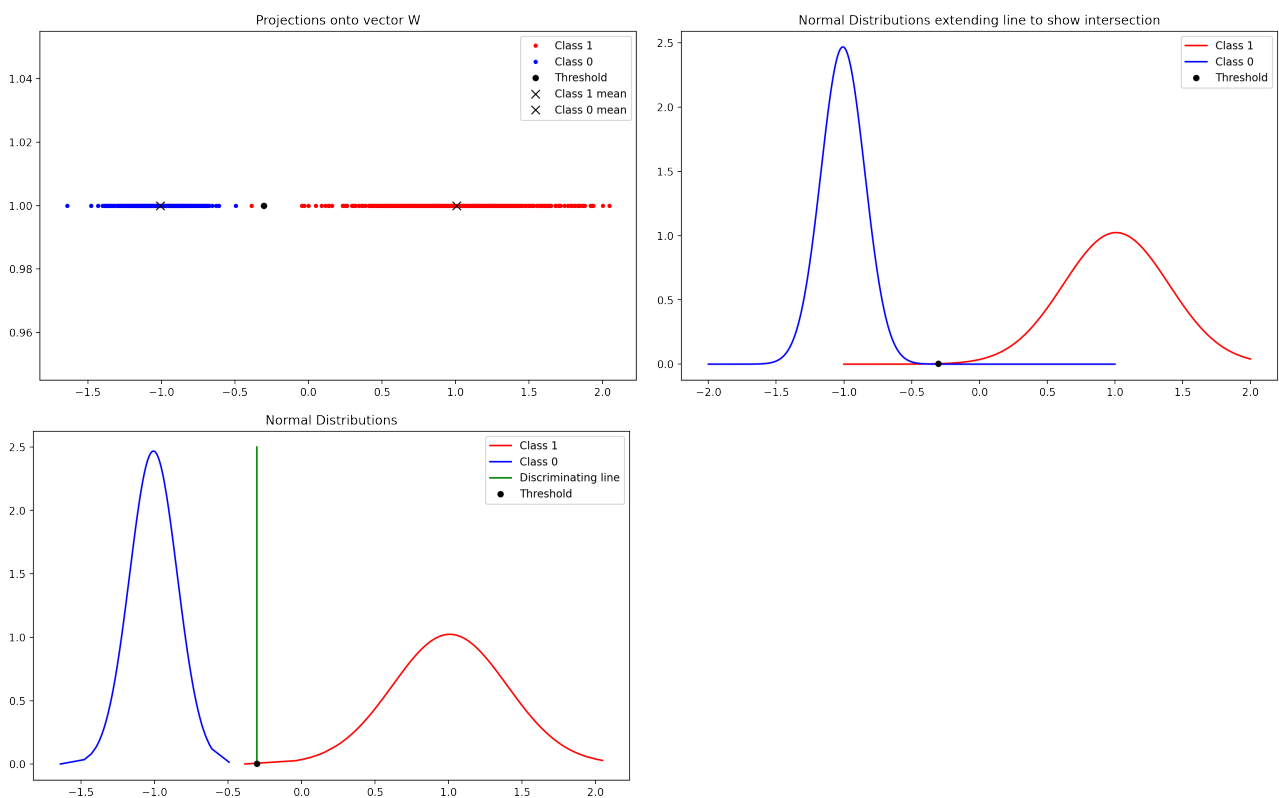 Projections onto vector W
Class 1
Class 0
Threshold
Class 1 mean
Class 0 mean
1.04
1.02
1.00
0.98
0.96
−1.5 −1.0 −0.5 0.0 0.5 1.0 1.5 2.0
Normal Distributions extending line to show intersection
Class 1
Class 0
Threshold
2.5
2.0
1.5
1.0
0.5
0.0
−2.0 −1.5 −1.0 −0.5 0.0 0.5 1.0 1.5 2.0
Normal Distributions
Class 1
Class 0
Discriminating line
Threshold
2.5
2.0
1.5
1.0
0.5
0.0
−1.5 −1.0 −0.5 0.0 0.5 1.0 1.5 2.0